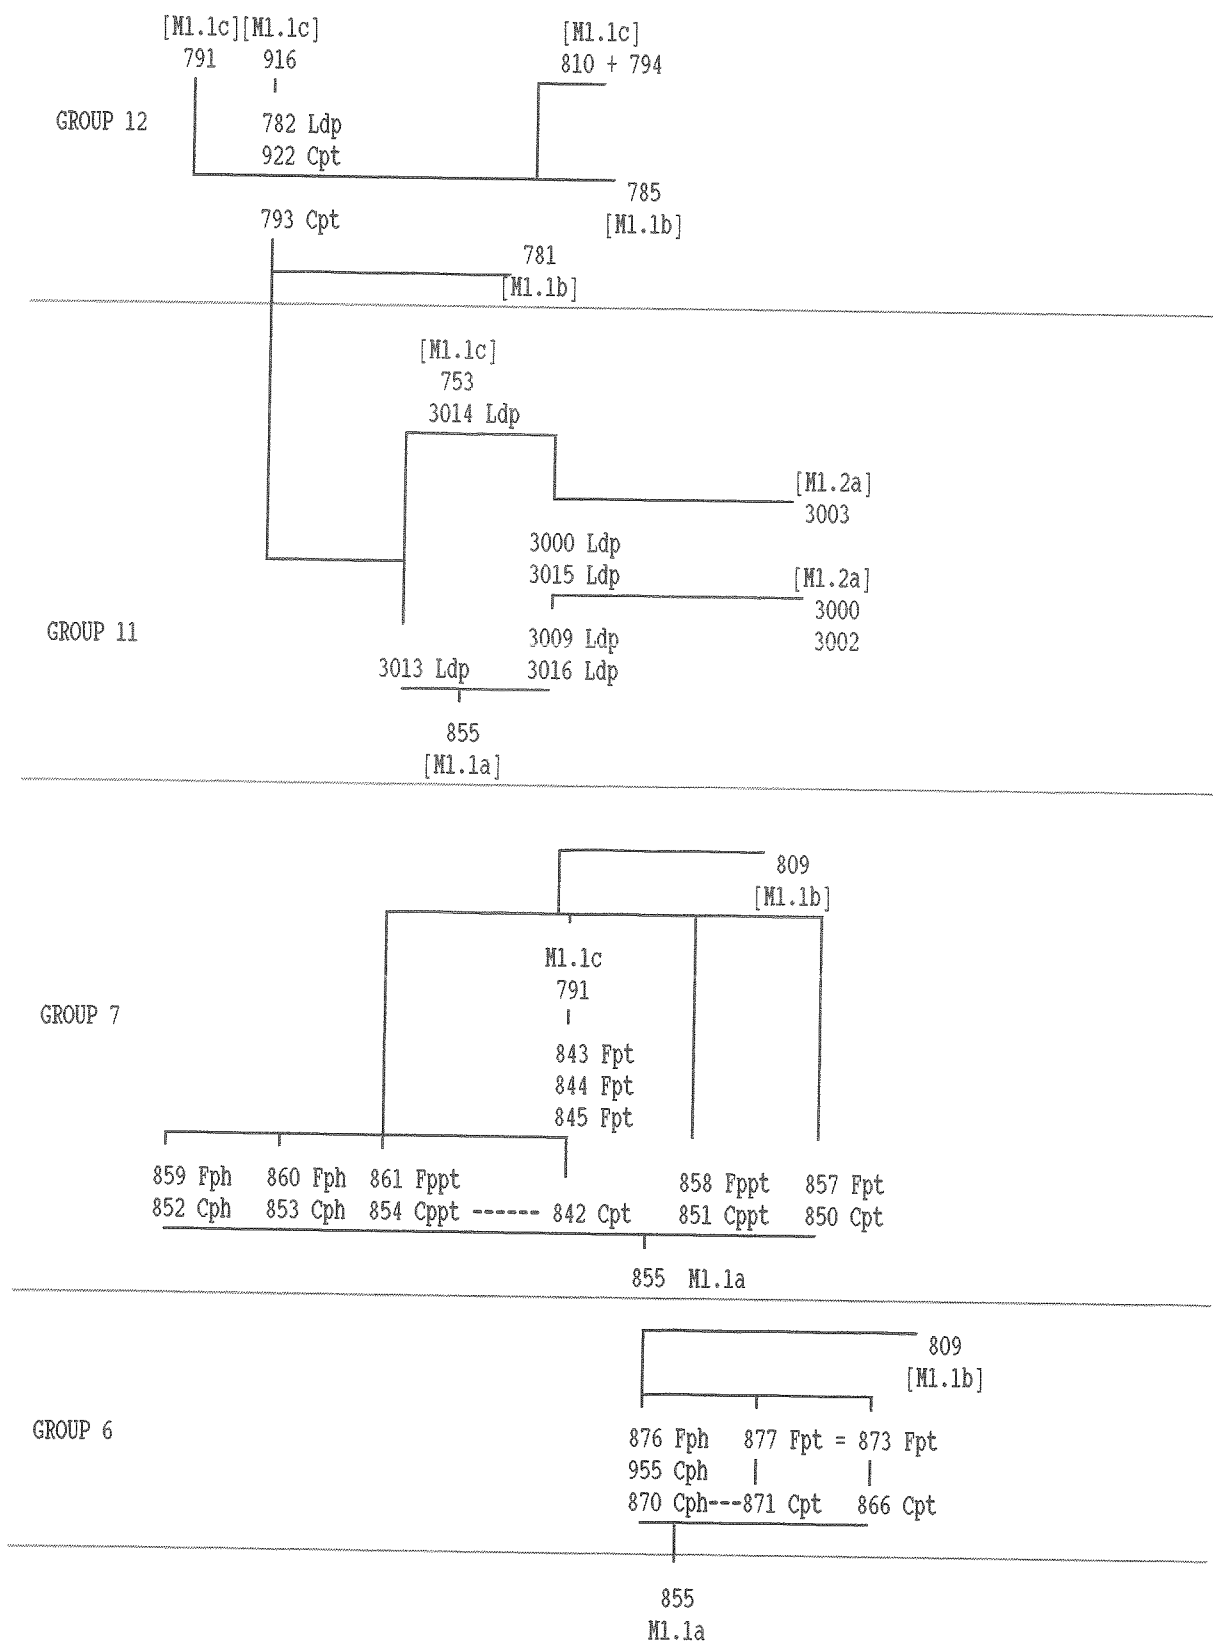 [M1.1c][M1.1c] [M1.1c]
791 916 810 + 794
GROUP 12 782 Ldp
922 Cpt
785
793 Cpt [M1.1b]
781
[M1.1b]
[M1.1c]
753
3014 Ldp
[M1.2a]
3003
3000 Ldp
3015 Ldp [M1.2a]
3000
GROUP 11 3009 Ldp 3002
3013 Ldp 3016 Ldp
855
[M1.1a]
809
[M1.1b]
M1.1c
791
GROUP 7
843 Fpt
844 Fpt
845 Fpt
859 Fph 860 Fph 861 Fppt 858 Fppt 857 Fpt
852 Cph 853 Cph 854 Cppt ------ 842 Cpt 851 Cppt 850 Cpt
855 M1.1a
809
[M1.1b]
GROUP 6
876 Fph 877 Fpt = 873 Fpt
955 Cph
870 Cph---871 Cpt 866 Cpt
855
M1.1a